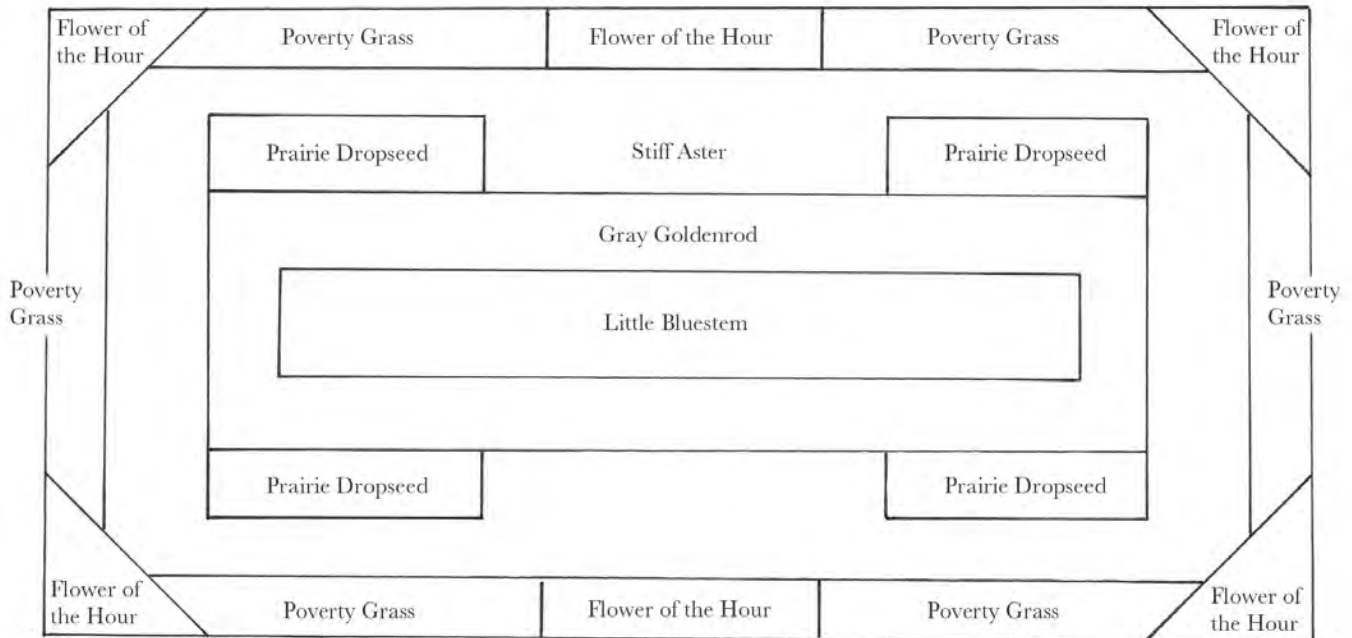 Flower of
the Hour
Poverty Grass
Flower of the Hour
Poverty Grass
Flower of
the Hour
Prairie Dropseed
Stiff Aster
Prairie Dropseed
Gray Goldenrod
Poverty
Grass
Little Bluestem
Poverty
Grass
Prairie Dropseed
Prairie Dropseed
Flower of
the Hour
Poverty Grass
Flower of the Hour
Poverty Grass
Flower of
the Hour